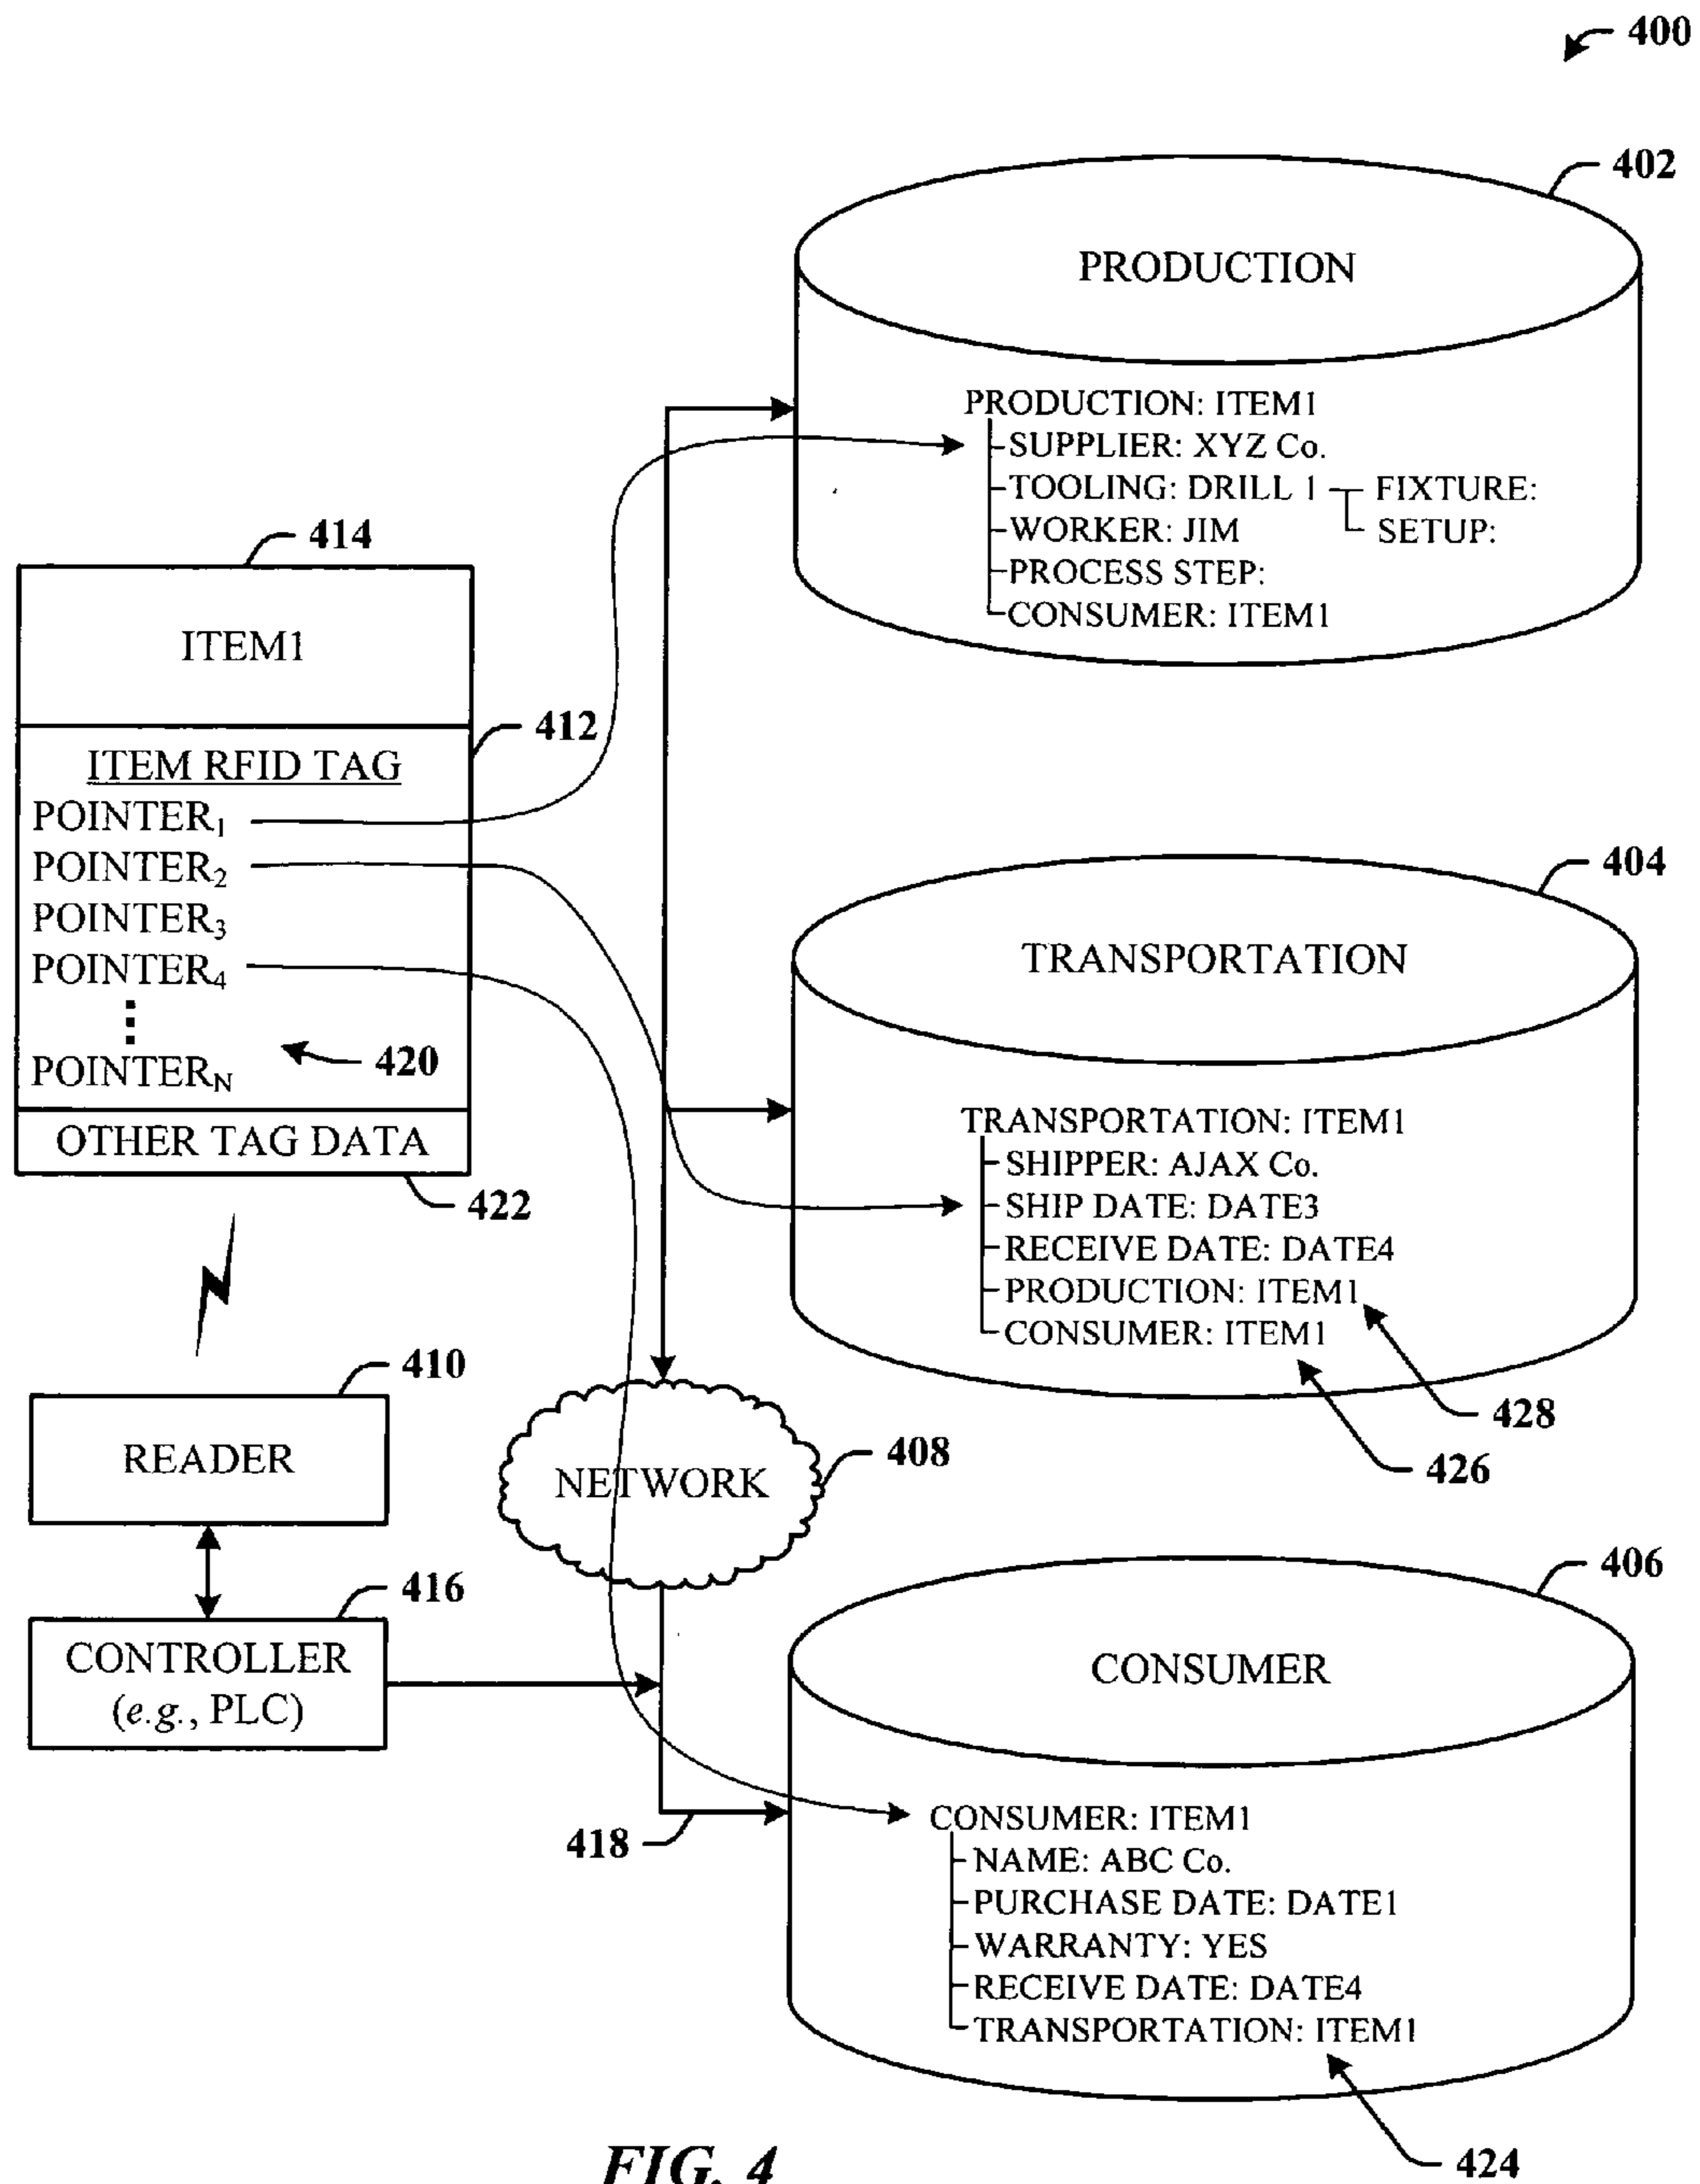 400
402
PRODUCTION
PRODUCTION: ITEM1
SUPPLIER: XYZ Co.
TOOLING: DRILL 1
FIXTURE:
SETUP:
WORKER: JIM
PROCESS STEP:
CONSUMER: ITEM1
414
ITEM1
412
ITEM RFID TAG
POINTER1
POINTER2
POINTER3
POINTER4
POINTERN
420
OTHER TAG DATA
422
404
TRANSPORTATION
TRANSPORTATION: ITEM1
SHIPPER: AJAX Co.
SHIP DATE: DATE3
RECEIVE DATE: DATE4
PRODUCTION: ITEM1
CONSUMER: ITEM1
428
426
410
READER
408
NETWORK
416
CONTROLLER
(e.g., PLC)
418
406
CONSUMER
CONSUMER: ITEM1
NAME: ABC Co.
PURCHASE DATE: DATE1
WARRANTY: YES
RECEIVE DATE: DATE4
TRANSPORTATION: ITEM1
424
FIG. 4